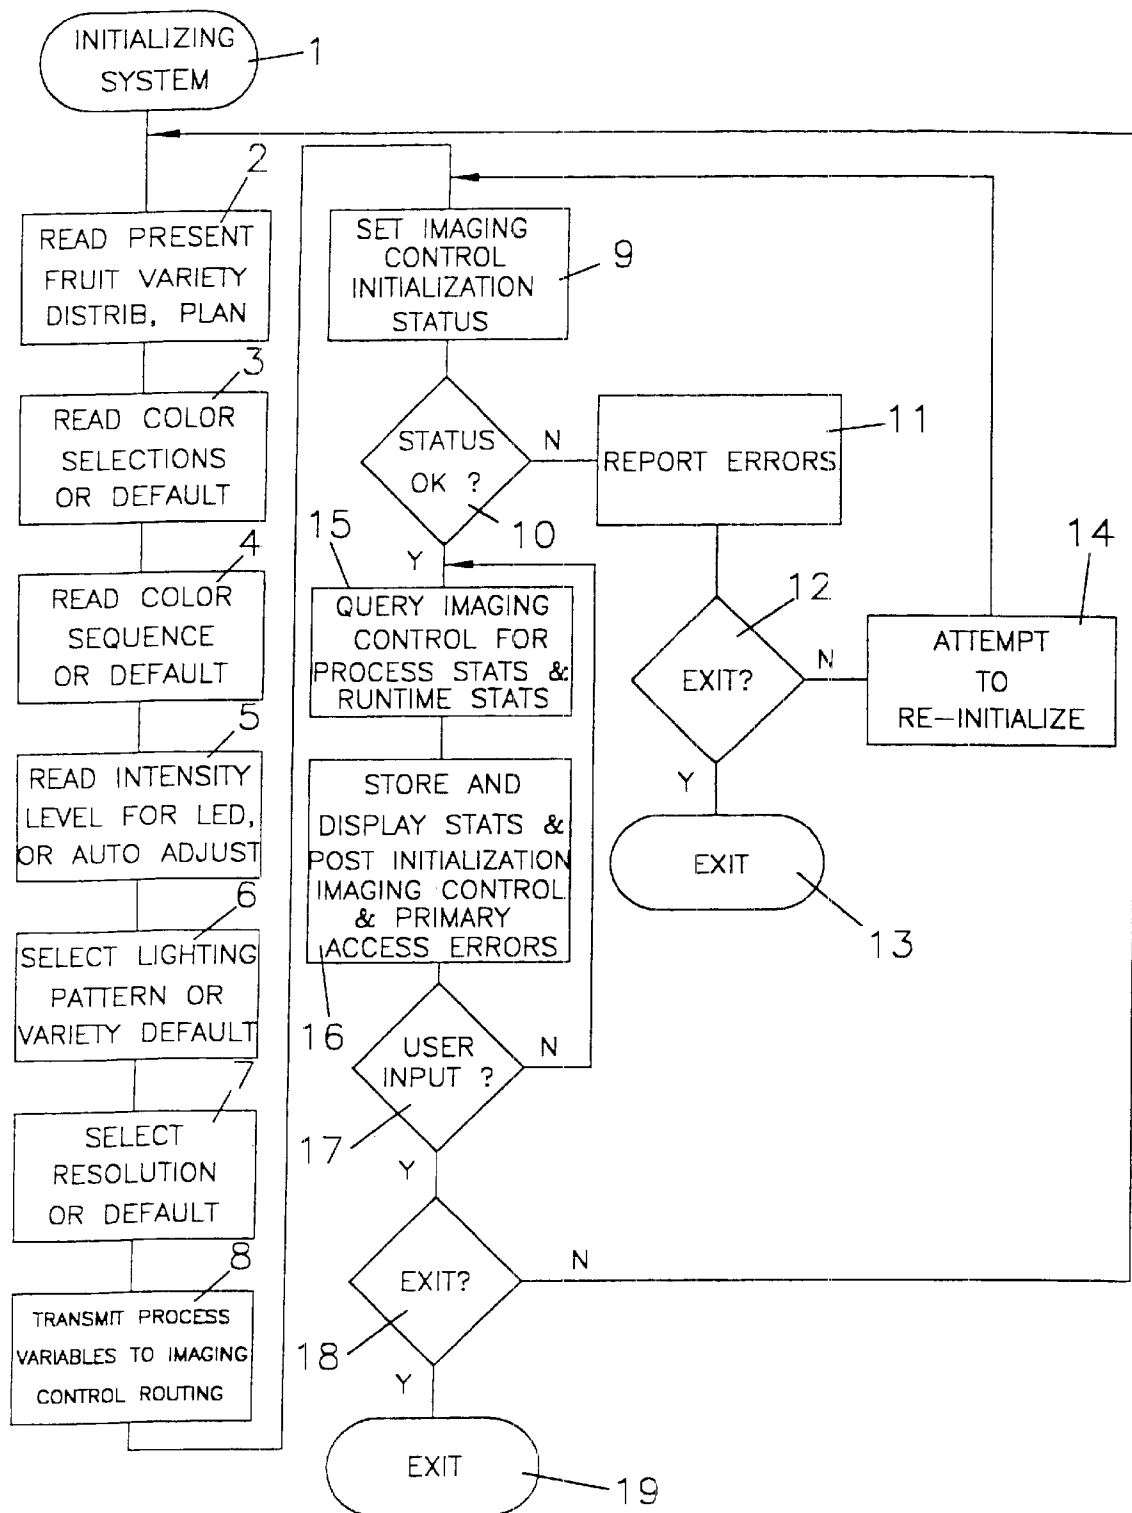 INITIALIZING
SYSTEM
1
2
READ PRESENT
FRUIT VARIETY
DISTRIB, PLAN
3
READ COLOR
SELECTIONS
OR DEFAULT
4
READ COLOR
SEQUENCE
OR DEFAULT
5
READ INTENSITY
LEVEL FOR LED,
OR AUTO ADJUST
6
SELECT LIGHTING
PATTERN OR
VARIETY DEFAULT
7
SELECT
RESOLUTION
OR DEFAULT
8
TRANSMIT PROCESS
VARIABLES TO IMAGING
CONTROL ROUTING
SET IMAGING
CONTROL
INITIALIZATION
STATUS
9
STATUS
OK ?
10
N
Y
REPORT ERRORS
11
12
EXIT?
N
Y
EXIT
13
14
ATTEMPT
TO
RE-INITIALIZE
15
QUERY IMAGING
CONTROL FOR
PROCESS STATS &
RUNTIME STATS
STORE AND
DISPLAY STATS &
POST INITIALIZATION
IMAGING CONTROL
& PRIMARY
ACCESS ERRORS
16
USER
INPUT ?
17
N
Y
EXIT?
18
N
Y
EXIT
19